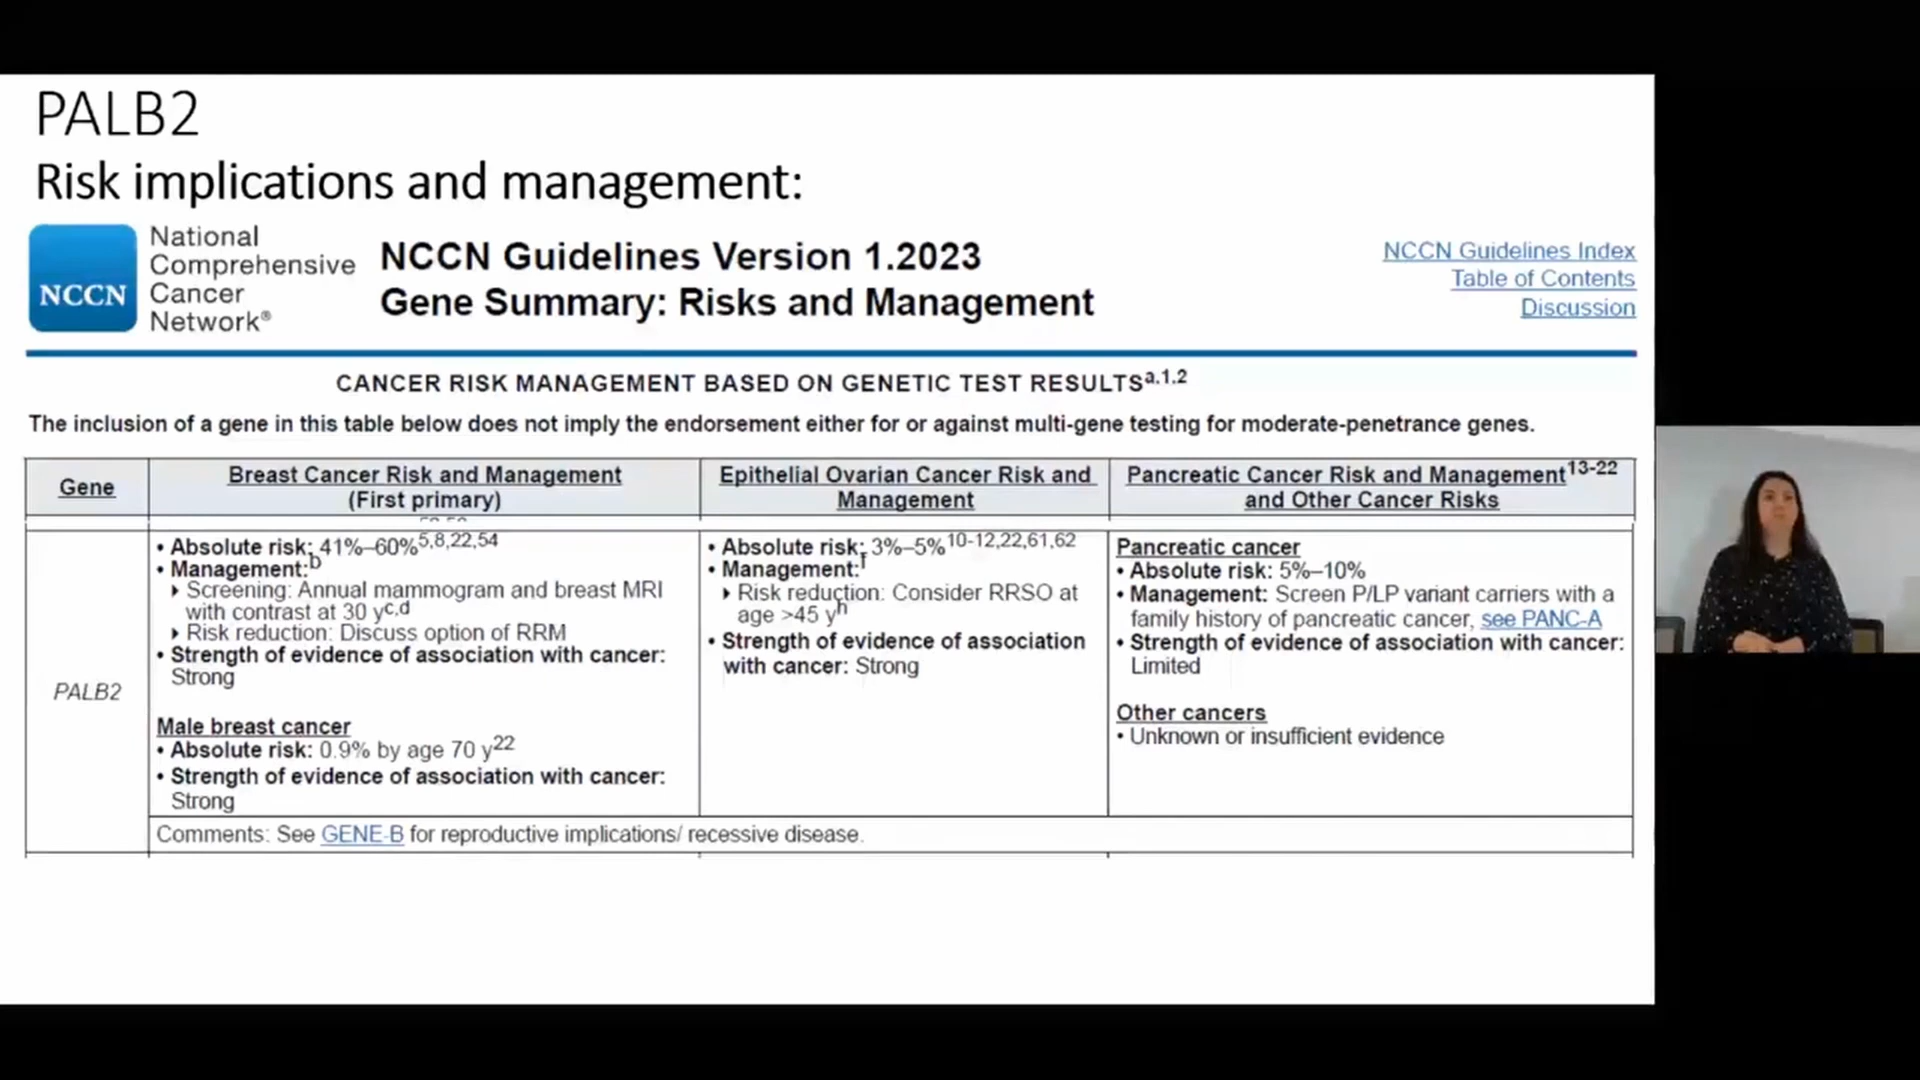 PALB2
Risk implications and management:
NCCN
National
Comprehensive
Cancer
Network®
NCCN Guidelines Version 1.2023
Gene Summary: Risks and Management
NCCN Guidelines Index
Table of Contents
Discussion
CANCER RISK MANAGEMENT BASED ON GENETIC TEST RESULTSa.1.2
The inclusion of a gene in this table below does not imply the endorsement either for or against multi-gene testing for moderate-penetrance genes.
Gene
Breast Cancer Risk and Management
(First primary)
Epithelial Ovarian Cancer Risk and
Management
Pancreatic Cancer Risk and Management13-22
and Other Cancer Risks
PALB2
• Absolute risk: 41%–60%5,8,22,54
• Management:b
‣ Screening: Annual mammogram and breast MRI
with contrast at 30 yc,d
‣ Risk reduction: Discuss option of RRM
• Strength of evidence of association with cancer:
Strong
Male breast cancer
• Absolute risk: 0.9% by age 70 y22
• Strength of evidence of association with cancer:
Strong
• Absolute risk: 3%–5%10-12,22,61,62
• Management:f
‣ Risk reduction: Consider RRSO at
age >45 yh
• Strength of evidence of association
with cancer: Strong
Pancreatic cancer
• Absolute risk: 5%–10%
• Management: Screen P/LP variant carriers with a
family history of pancreatic cancer, see PANC-A
• Strength of evidence of association with cancer:
Limited
Other cancers
• Unknown or insufficient evidence
Comments: See GENE-B for reproductive implications/ recessive disease.